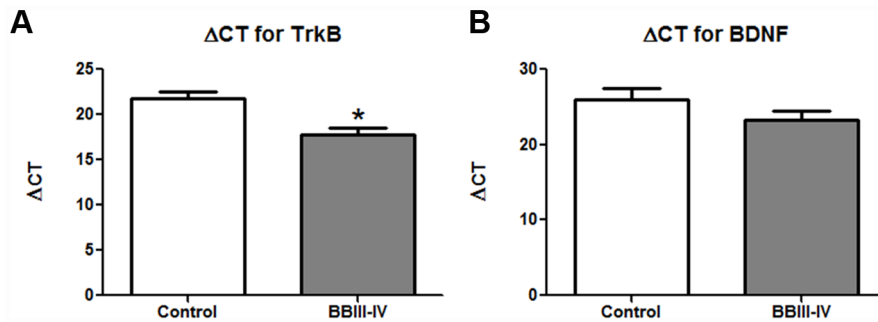 A
ΔCT for TrkB
ΔCT
25
20
15
10
5
0
*
Control
BBIII-IV
B
ΔCT for BDNF
ΔCT
30
20
10
0
Control
BBIII-IV